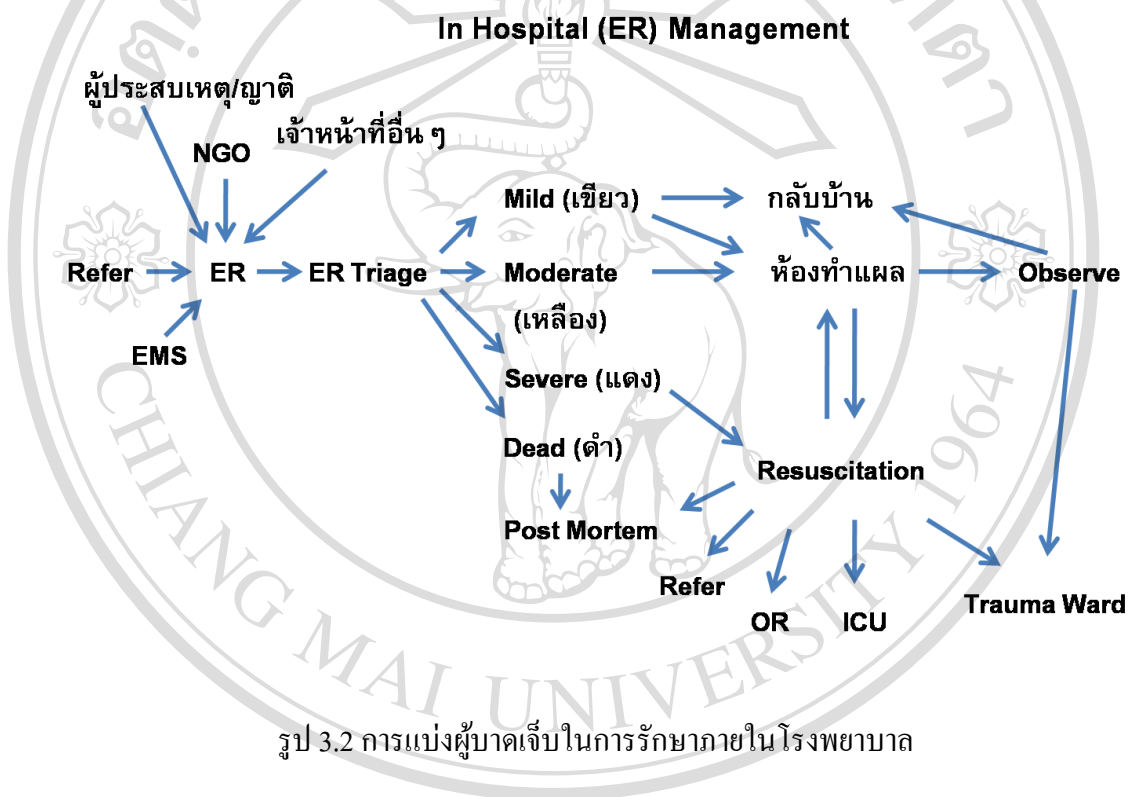 In Hospital (ER) Management
ผู้ประสบเหตุ/ญาติ
เจ้าหน้าที่อื่น ๆ
NGO
Mild (เขียว)
กลับบ้าน
Refer
ER
ER Triage
Moderate
(เหลือง)
ห้องทำแผล
Observe
EMS
Severe (แดง)
Dead (ดำ)
Resuscitation
Post Mortem
Refer
OR
ICU
Trauma Ward
CHIANG MAI UNIVERSITY 1964
รูป 3.2 การแบ่งผู้บาดเจ็บในการรักษาภายในโรงพยาบาล